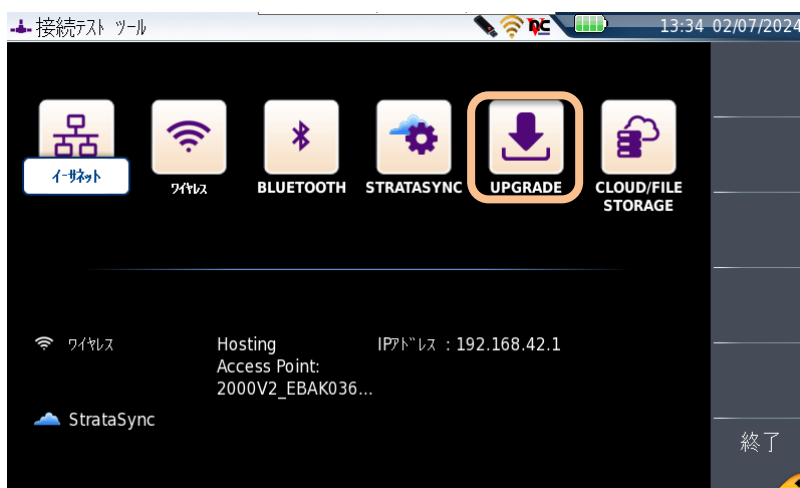 接続ﾃｽﾄ ﾂｰﾙ
13:34 02/07/2024
ｲｰｻﾈｯﾄ
ﾜｲﾔﾚｽ
BLUETOOTH
STRATASYNC
UPGRADE
CLOUD/FILE
STORAGE
ﾜｲﾔﾚｽ
Hosting
Access Point:
2000V2_EBAK036...
IPｱﾄﾞﾚｽ : 192.168.42.1
StrataSync
終了